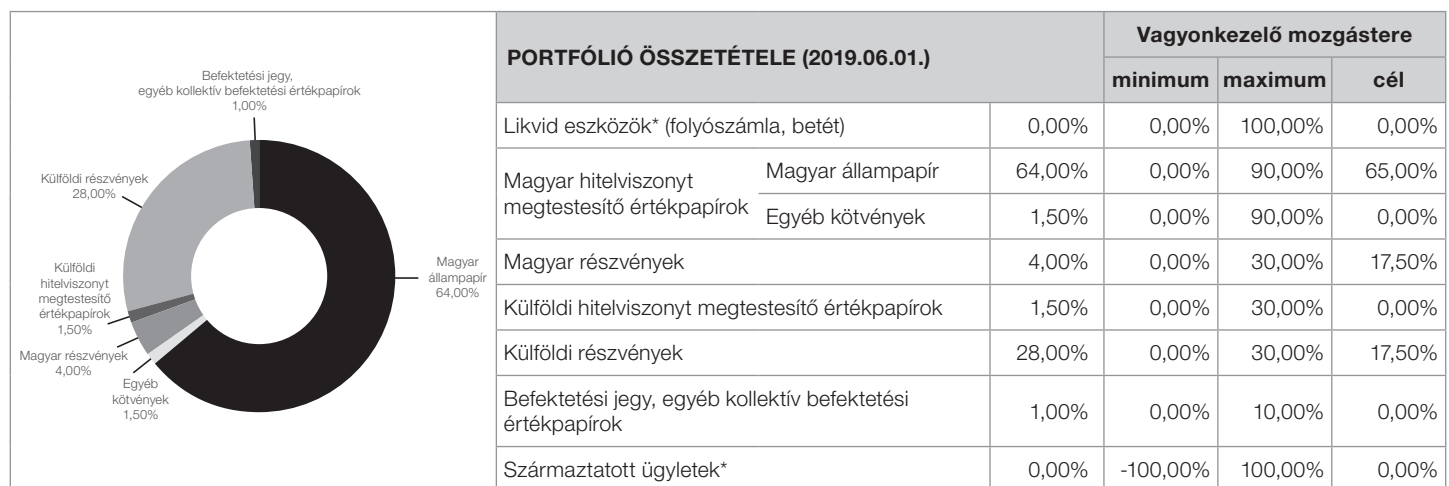 Befektetési jegy,
egyéb kollektív befektetési értékpapírok
1,00%
Külföldi részvények
28,00%
Külföldi
hitelviszonyt
megtestesítő
értékpapírok
1,50%
Magyar részvények
4,00%
Egyéb
kötvények
1,50%
Magyar
állampapír
64,00%
PORTFÓLIÓ ÖSSZETÉTELE (2019.06.01.) Vagyonkezelő mozgástere
minimum maximum cél
Likvid eszközök* (folyószámla, betét) 0,00% 0,00% 100,00% 0,00%
Magyar hitelviszonyt
megtestesítő értékpapírok
Magyar állampapír 64,00% 0,00% 90,00% 65,00%
Egyéb kötvények 1,50% 0,00% 90,00% 0,00%
Magyar részvények 4,00% 0,00% 30,00% 17,50%
Külföldi hitelviszonyt megtestesítő értékpapírok 1,50% 0,00% 30,00% 0,00%
Külföldi részvények 28,00% 0,00% 30,00% 17,50%
Befektetési jegy, egyéb kollektív befektetési
értékpapírok 1,00% 0,00% 10,00% 0,00%
Származtatott ügyletek* 0,00% -100,00% 100,00% 0,00%